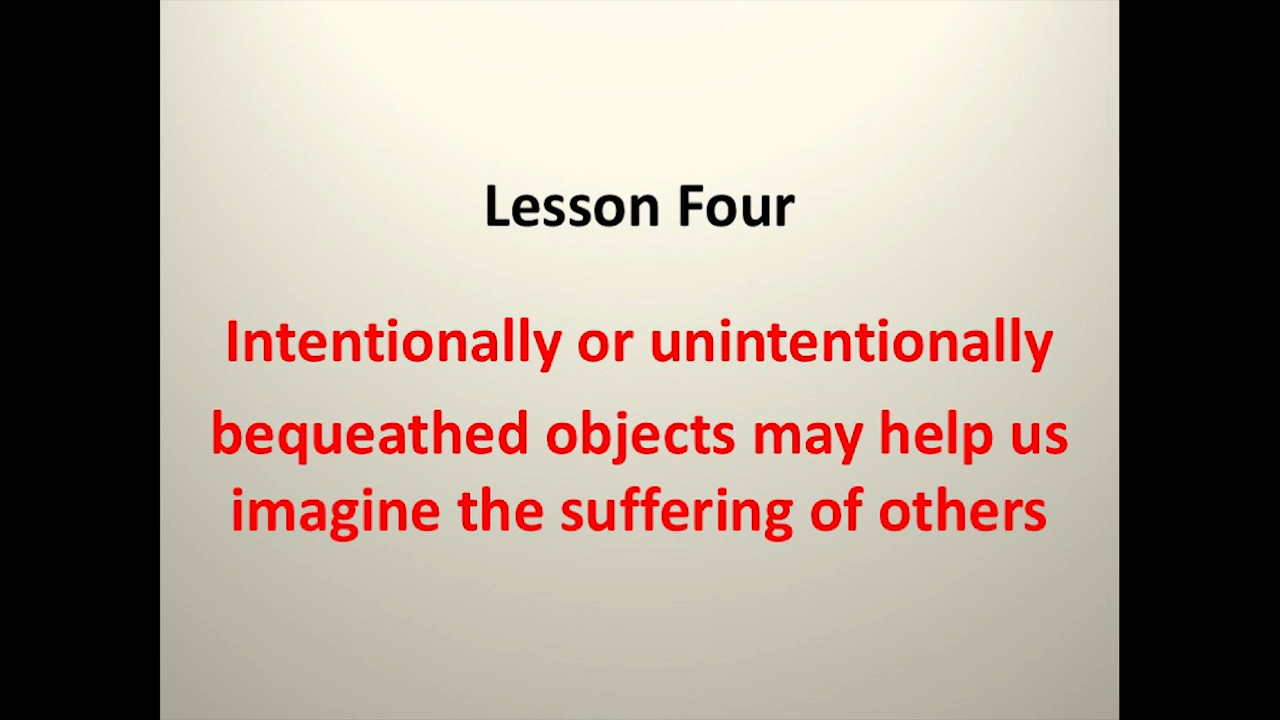 Lesson Four
Intentionally or unintentionally
bequeathed objects may help us
imagine the suffering of others